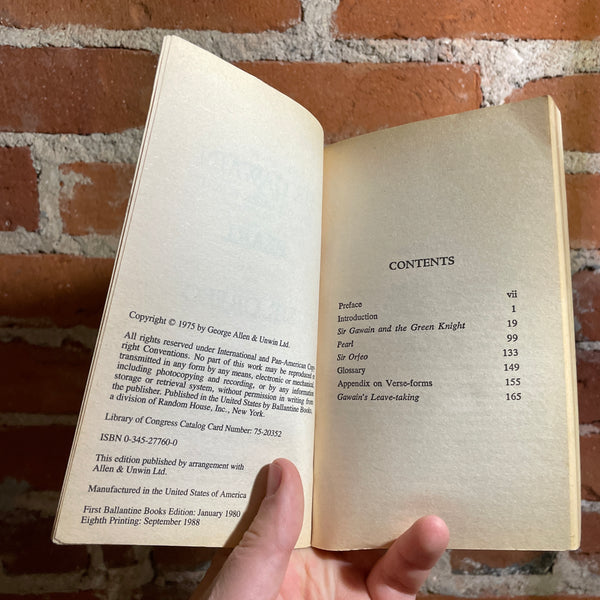 Copyright © 1975 by George Allen & Unwin Ltd.
All rights reserved under International and Pan-American Copy-
right Conventions. No part of this work may be reproduced or
transmitted in any form by any means, electronic or mechanical,
including photocopying and recording, or by any information
storage or retrieval system, without permission in writing from
the publisher. Published in the United States by Ballantine Books,
a division of Random House, Inc., New York.
Library of Congress Catalog Card Number: 75-20352
ISBN 0-345-27760-0
This edition published by arrangement with
Allen & Unwin Ltd.
Manufactured in the United States of America
First Ballantine Books Edition: January 1980
Eighth Printing: September 1988
CONTENTS
Preface vii
Introduction 1
Sir Gawain and the Green Knight 19
Pearl 99
Sir Orfeo 133
Glossary 149
Appendix on Verse-forms 155
Gawain's Leave-taking 165